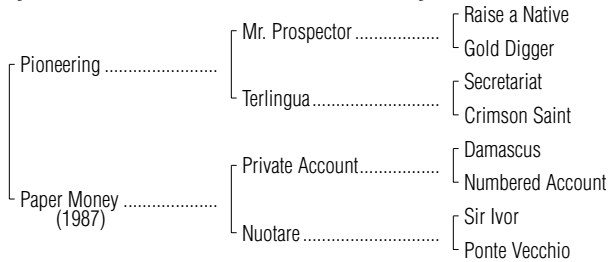 Raise a Native
Mr. Prospector ..................
Gold Digger
Pioneering .......................
Secretariat
Terlingua...........................
Crimson Saint
Damascus
Private Account.................
Numbered Account
Paper Money ...................
(1987)
Sir Ivor
Nuotare.............................
Ponte Vecchio